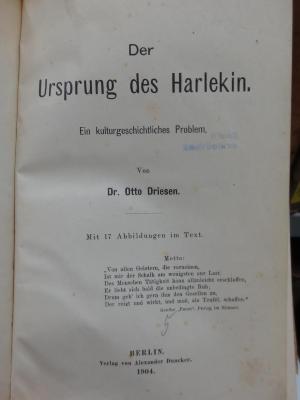 Der
Ursprung des Harlekin.
Ein kulturgeschichtliches Problem,
Von
Dr. Otto Driesen.
Mit 17 Abbildungen im Text.
Motto:
„Von allen Geistern, die verneinen,
Ist mir der Schalk am wenigsten zur Last.
Des Menschen Tätigkeit kann allzuleicht erschlaffen,
Er liebt sich bald die unbedingte Ruh;
Drum geb' ich gern ihm den Gesellen zu,
Der reizt und wirkt, und muß, als Teufel, schaffen."
Goethe „Faust", Prolog im Himmel.
BERLIN.
Verlag von Alexander Duncker.
1904.